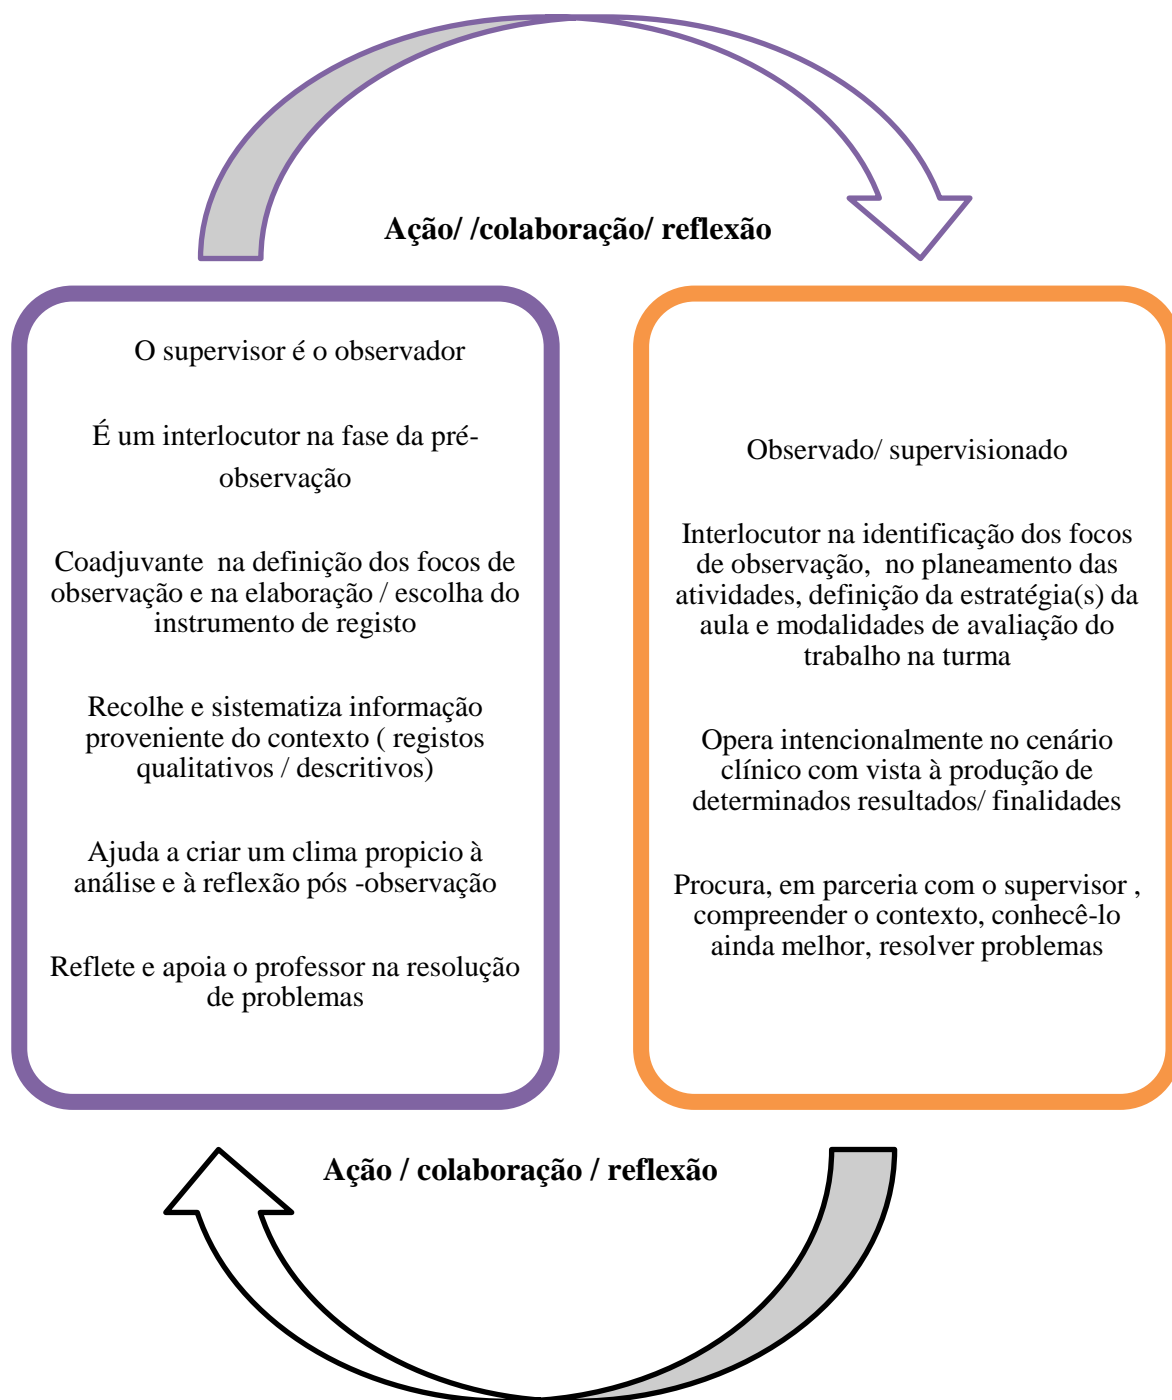 Ação/ /colaboração/ reflexão
O supervisor é o observador
É um interlocutor na fase da pré-
observação
Coadjuvante na definição dos focos de
observação e na elaboração / escolha do
instrumento de registo
Recolhe e sistematiza informação
proveniente do contexto ( registos
qualitativos / descritivos)
Ajuda a criar um clima propicio à
análise e à reflexão pós -observação
Reflete e apoia o professor na resolução
de problemas
Observado/ supervisionado
Interlocutor na identificação dos focos
de observação, no planeamento das
atividades, definição da estratégia(s) da
aula e modalidades de avaliação do
trabalho na turma
Opera intencionalmente no cenário
clínico com vista à produção de
determinados resultados/ finalidades
Procura, em parceria com o supervisor ,
compreender o contexto, conhecê-lo
ainda melhor, resolver problemas
Ação / colaboração / reflexão